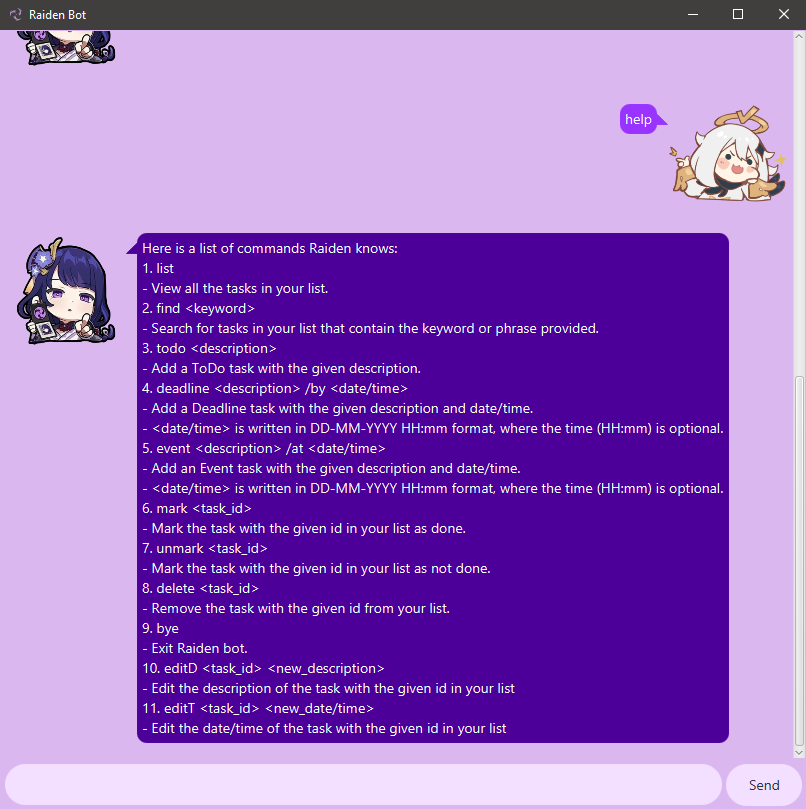 Raiden Bot
help
Here is a list of commands Raiden knows:
1. list
- View all the tasks in your list.
2. find <keyword>
- Search for tasks in your list that contain the keyword or phrase provided.
3. todo <description>
- Add a ToDo task with the given description.
4. deadline <description> /by <date/time>
- Add a Deadline task with the given description and date/time.
- <date/time> is written in DD-MM-YYYY HH:mm format, where the time (HH:mm) is optional.
5. event <description> /at <date/time>
- Add an Event task with the given description and date/time.
- <date/time> is written in DD-MM-YYYY HH:mm format, where the time (HH:mm) is optional.
6. mark <task_id>
- Mark the task with the given id in your list as done.
7. unmark <task_id>
- Mark the task with the given id in your list as not done.
8. delete <task_id>
- Remove the task with the given id from your list.
9. bye
- Exit Raiden bot.
10. editD <task_id> <new_description>
- Edit the description of the task with the given id in your list
11. editT <task_id> <new_date/time>
- Edit the date/time of the task with the given id in your list
Send